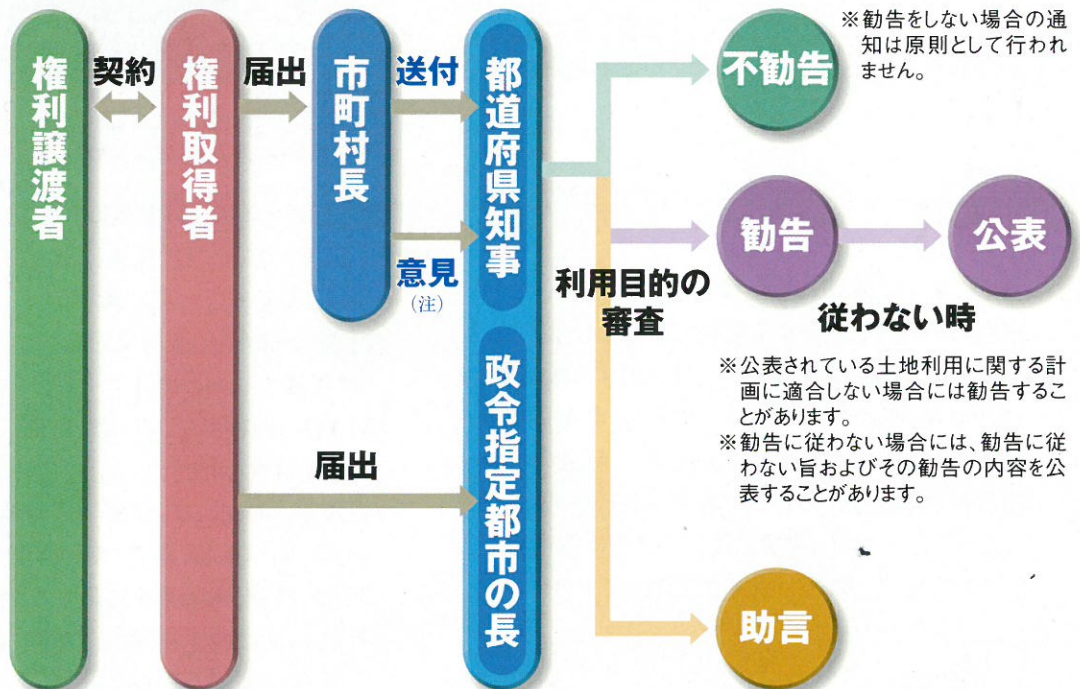 権利譲渡者
契約
権利取得者
届出
市町村長
送付
意見
(注)
都道府県知事
政令指定都市の長
届出
利用目的の
審査
不勧告
※勧告をしない場合の通
知は原則として行われ
ません。
勧告
公表
従わない時
※公表されている土地利用に関する計
画に適合しない場合には勧告するこ
とがあります。
※勧告に従わない場合には、勧告に従
わない旨およびその勧告の内容を公
表することがあります。
助言